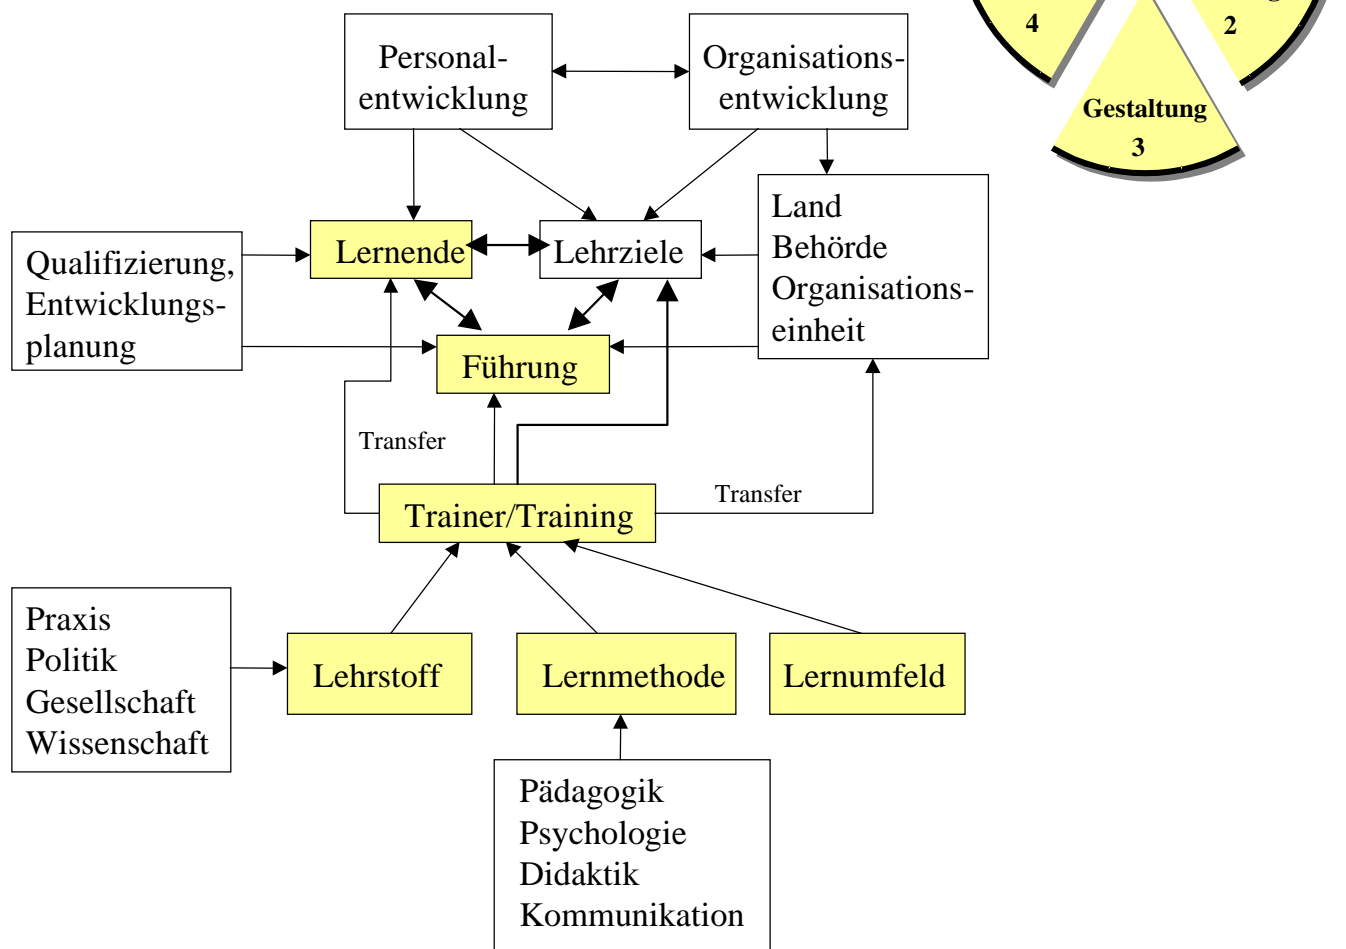 4
2
Gestaltung
3
Personal-
entwicklung
Organisations-
entwicklung
Land
Behörde
Organisations-
einheit
Lernende
Lehrziele
Qualifizierung,
Entwicklungs-
planung
Führung
Transfer
Transfer
Trainer/Training
Praxis
Politik
Gesellschaft
Wissenschaft
Lehrstoff
Lernmethode
Lernumfeld
Pädagogik
Psychologie
Didaktik
Kommunikation